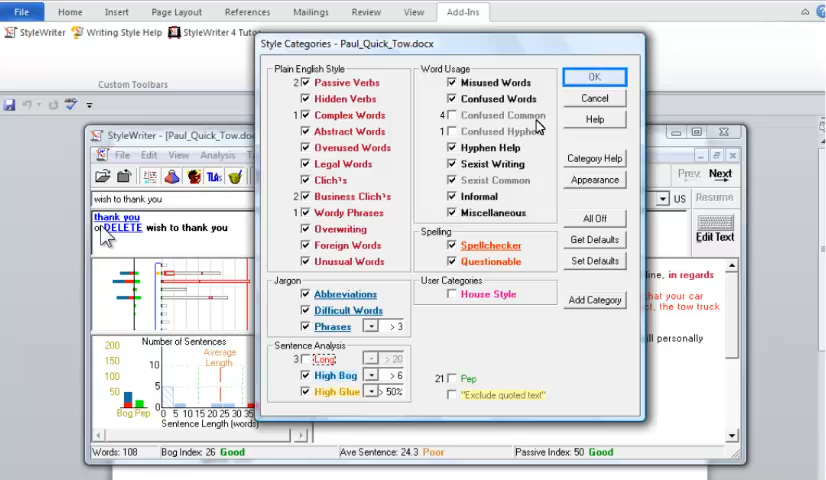 File Home Insert Page Layout References Mailings Review View Add-Ins
StyleWriter Writing Style Help StyleWriter 4 Tuto
Custom Toolbars
Style Categories - Paul_Quick_Tow.docx
Plain English Style
2 Passive Verbs
Hidden Verbs
1 Complex Words
Abstract Words
Overused Words
Legal Words
Clich³s
2 Business Clich³s
1 Wordy Phrases
Overwriting
Foreign Words
Unusual Words
Jargon
Abbreviations
Difficult Words
Phrases > 3
Sentence Analysis
3 Long > 20
High Bog > 6
High Glue > 50%
Word Usage
Misused Words
Confused Words
4 Confused Common
1 Confused Hyphen
Hyphen Help
Sexist Writing
Sexist Common
Informal
Miscellaneous
Spelling
Spellchecker
Questionable
User Categories
House Style
21 Pep
"Exclude quoted text"
OK
Cancel
Help
Category Help
Appearance
All Off
Get Defaults
Set Defaults
Add Category
StyleWriter - [Paul_Quick_Tow.do
File Edit View Analysis
TLAs
Prev. Next
wish to thank you
US Resume
thank you
or DELETE wish to thank you
Edit Text
line, in regards
that your car
ct, the tow truck
ill personally
Number of Sentences
200
150
100
50
Bog Pep
10
5
0
Average
Length
0 5 10 15 20 25 30 35
Sentence Length (words)
Words: 108 Bog Index: 26 Good Ave Sentence: 24.3 Poor Passive Index: 50 Good